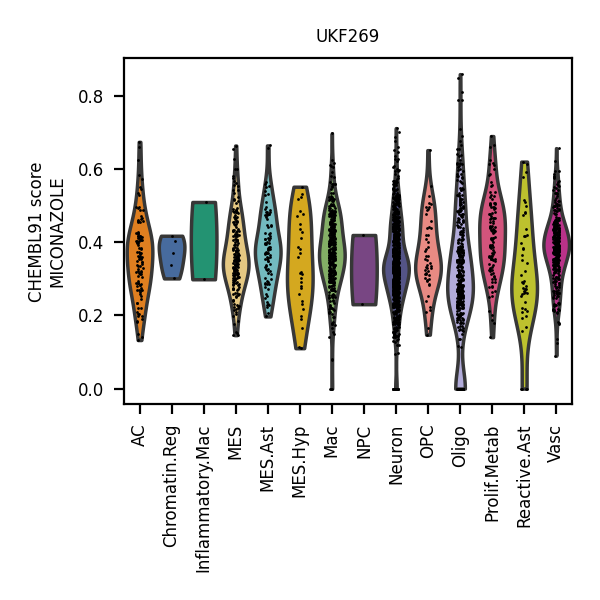 UKF269
CHEMBL91 score
MICONAZOLE
0.8
0.6
0.4
0.2
0.0
AC
Chromatin.Reg
Inflammatory.Mac
MES
MES.Ast
MES.Hyp
Mac
NPC
Neuron
OPC
Oligo
Prolif.Metab
Reactive.Ast
Vasc